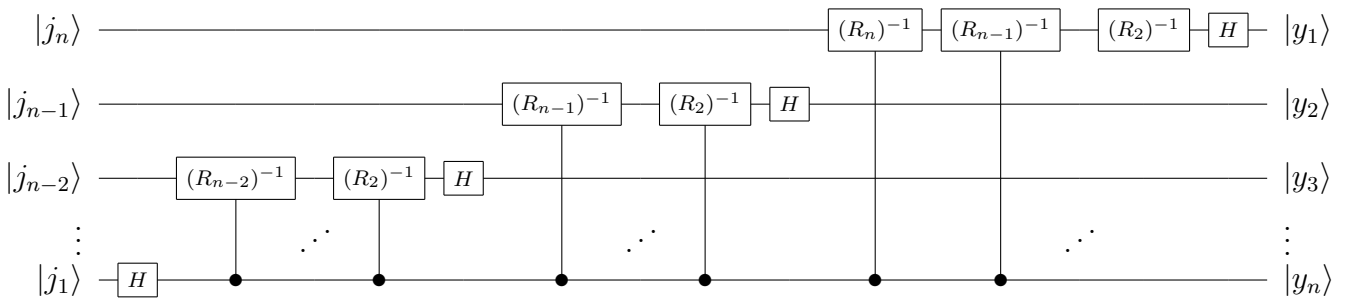 |j_n⟩ (R_n)^{-1} (R_{n-1})^{-1} (R_2)^{-1} H |y_1⟩
|j_{n-1}⟩ (R_{n-1})^{-1} (R_2)^{-1} H |y_2⟩
|j_{n-2}⟩ (R_{n-2})^{-1} (R_2)^{-1} H |y_3⟩
⋮ ⋰ ⋰ ⋰ ⋮
|j_1⟩ H |y_n⟩